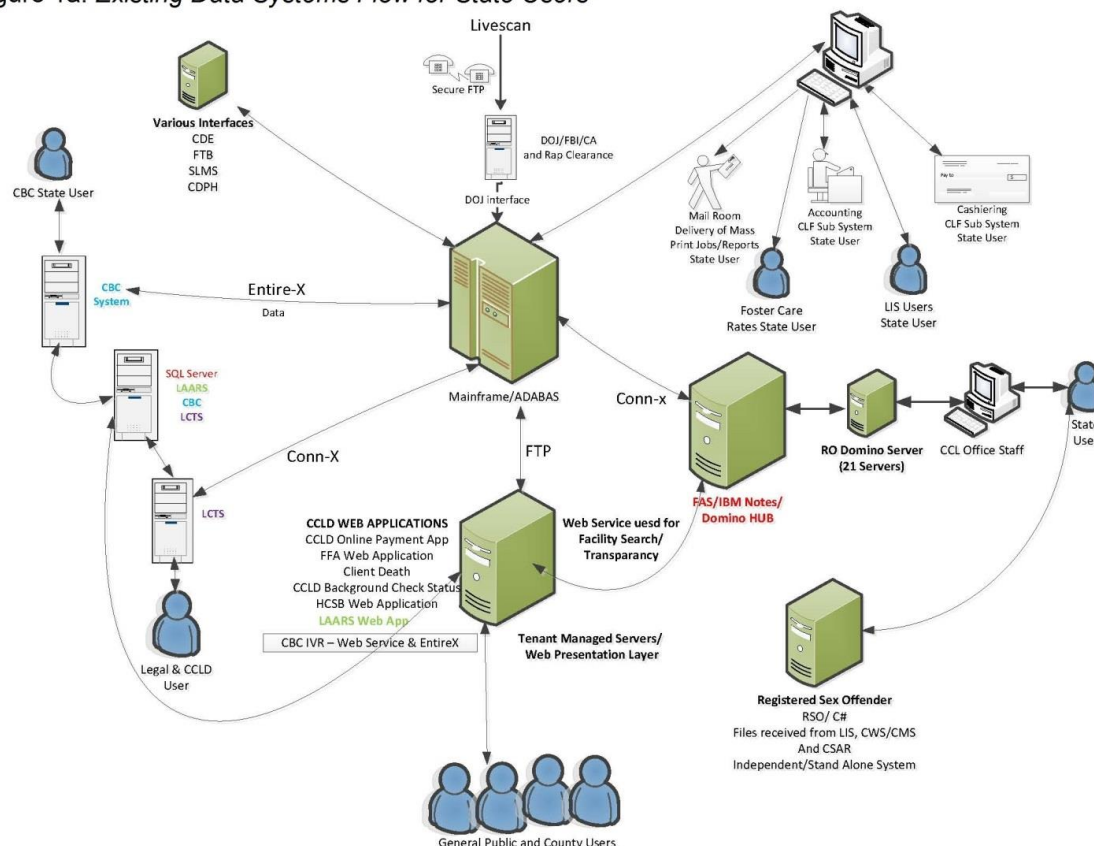 gure 1a: Existing Data Systems Flow for State Users
Livescan
Secure FTP
DOJ/FBI/CA
and Rap Clearance
DOJ interface
Various Interfaces
CDE
FTB
SLMS
CDPH
CBC State User
CBC
System
Entire-X
Data
Mail Room
Delivery of Mass
Print Jobs/Reports
State User
Accounting
CLF Sub System
State User
Pay to
$
Cashiering
CLF Sub System
State User
Foster Care
Rates State User
LIS Users
State User
SQL Server
LAARS
CBC
LCTS
Mainframe/ADABAS
Conn-x
Conn-X
FTP
RO Domino Server
(21 Servers)
CCL Office Staff
State
Use
FAS/IBM Notes/
Domino HUB
LCTS
CCLD WEB APPLICATIONS
CCLD Online Payment App
FFA Web Application
Client Death
CCLD Background Check Status
HCSB Web Application
LAARS Web App
CBC IVR – Web Service & EntireX
Web Service uesd for
Facility Search/
Transparancy
Tenant Managed Servers/
Web Presentation Layer
Legal & CCLD
User
Registered Sex Offender
RSO/ C#
Files received from LIS, CWS/CMS
And CSAR
Independent/Stand Alone System
General Public and County Users